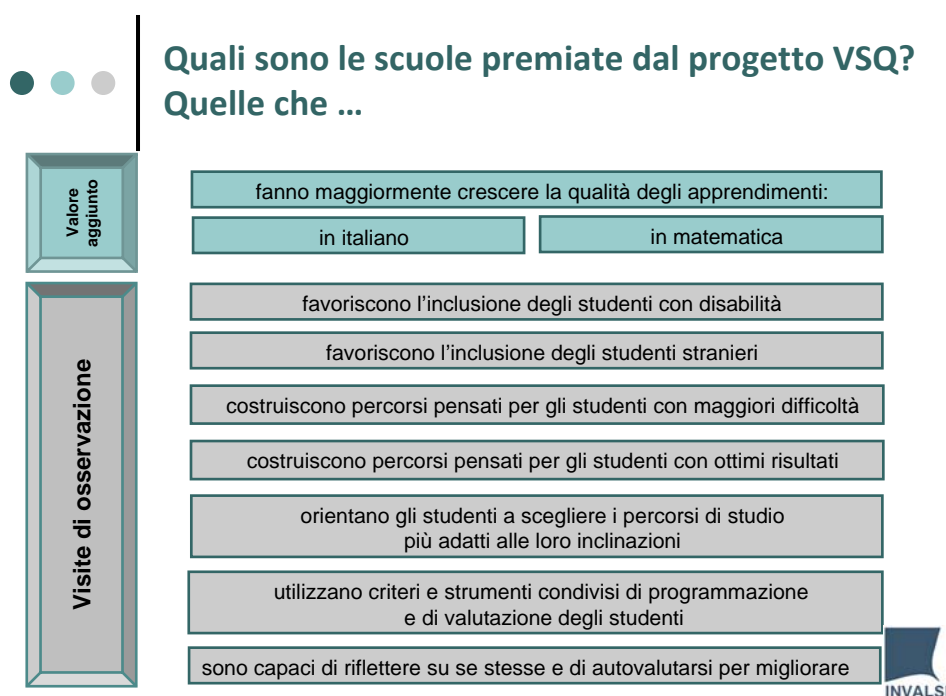 Quali sono le scuole premiate dal progetto VSQ?
Quelle che …
Valore
aggiunto
fanno maggiormente crescere la qualità degli apprendimenti:
in italiano
in matematica
Visite di osservazione
favoriscono l'inclusione degli studenti con disabilità
favoriscono l'inclusione degli studenti stranieri
costruiscono percorsi pensati per gli studenti con maggiori difficoltà
costruiscono percorsi pensati per gli studenti con ottimi risultati
orientano gli studenti a scegliere i percorsi di studio
più adatti alle loro inclinazioni
utilizzano criteri e strumenti condivisi di programmazione
e di valutazione degli studenti
sono capaci di riflettere su se stesse e di autovalutarsi per migliorare
INVALS